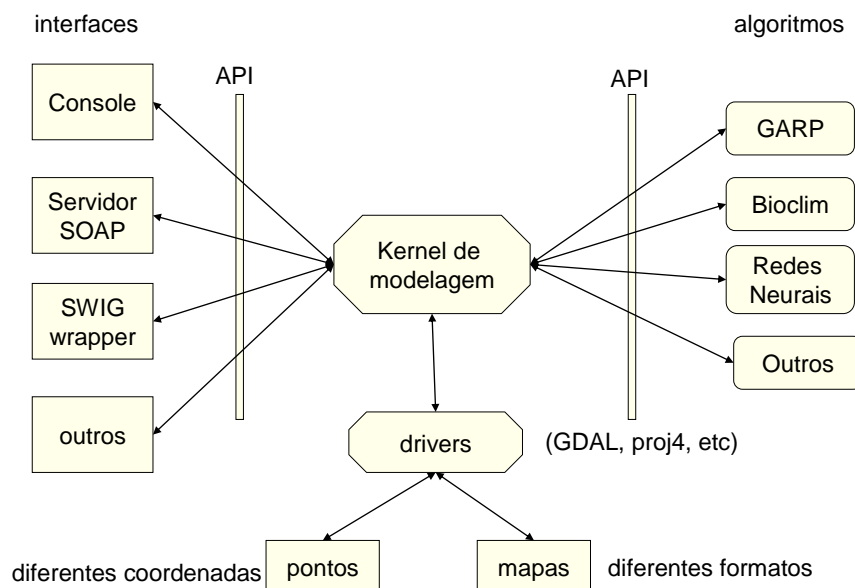 interfaces
algoritmos
API
API
Console
GARP
Servidor
SOAP
Bioclim
Kernel de
modelagem
Redes
Neurais
SWIG
wrapper
Outros
outros
drivers
(GDAL, proj4, etc)
diferentes coordenadas
pontos
mapas
diferentes formatos